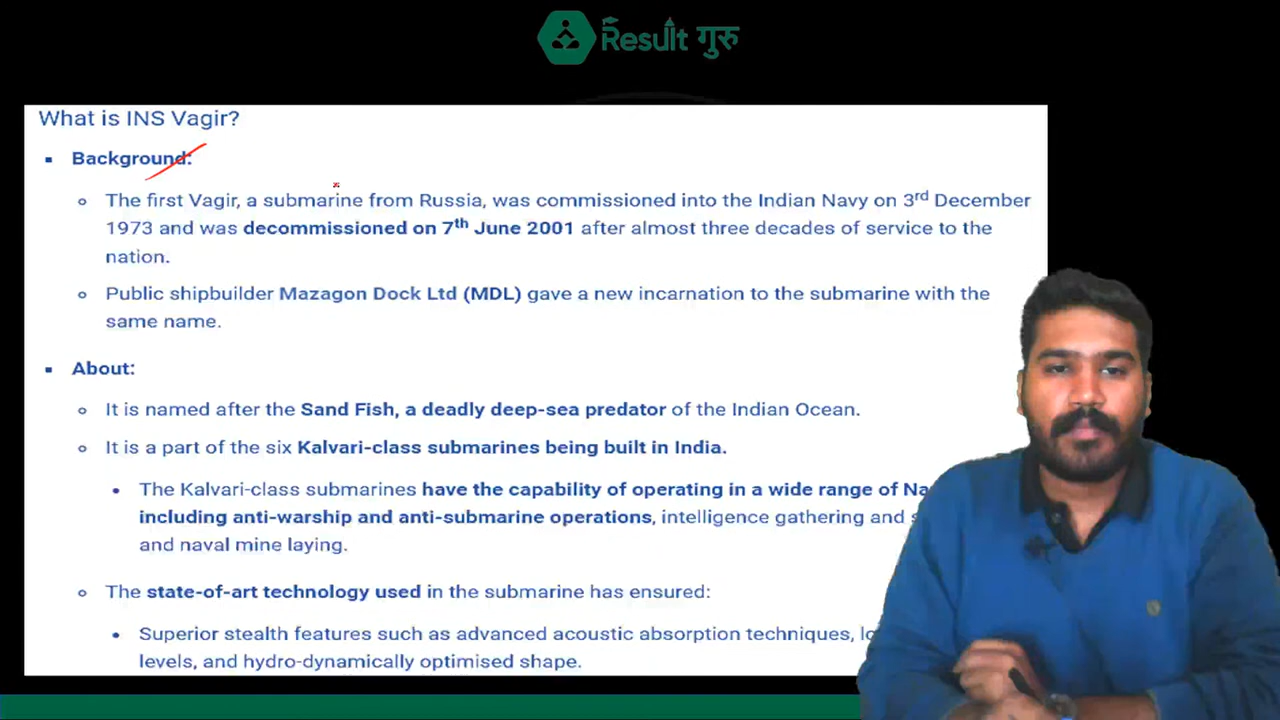 Result गुरु
What is INS Vagir?
Background:
The first Vagir, a submarine from Russia, was commissioned into the Indian Navy on 3rd December
1973 and was decommissioned on 7th June 2001 after almost three decades of service to the
nation.
Public shipbuilder Mazagon Dock Ltd (MDL) gave a new incarnation to the submarine with the
same name.
About:
It is named after the Sand Fish, a deadly deep-sea predator of the Indian Ocean.
It is a part of the six Kalvari-class submarines being built in India.
The Kalvari-class submarines have the capability of operating in a wide range of
including anti-warship and anti-submarine operations, intelligence gathering and
and naval mine laying.
The state-of-art technology used in the submarine has ensured:
Superior stealth features such as advanced acoustic absorption techniques,
levels, and hydro-dynamically optimised shape.